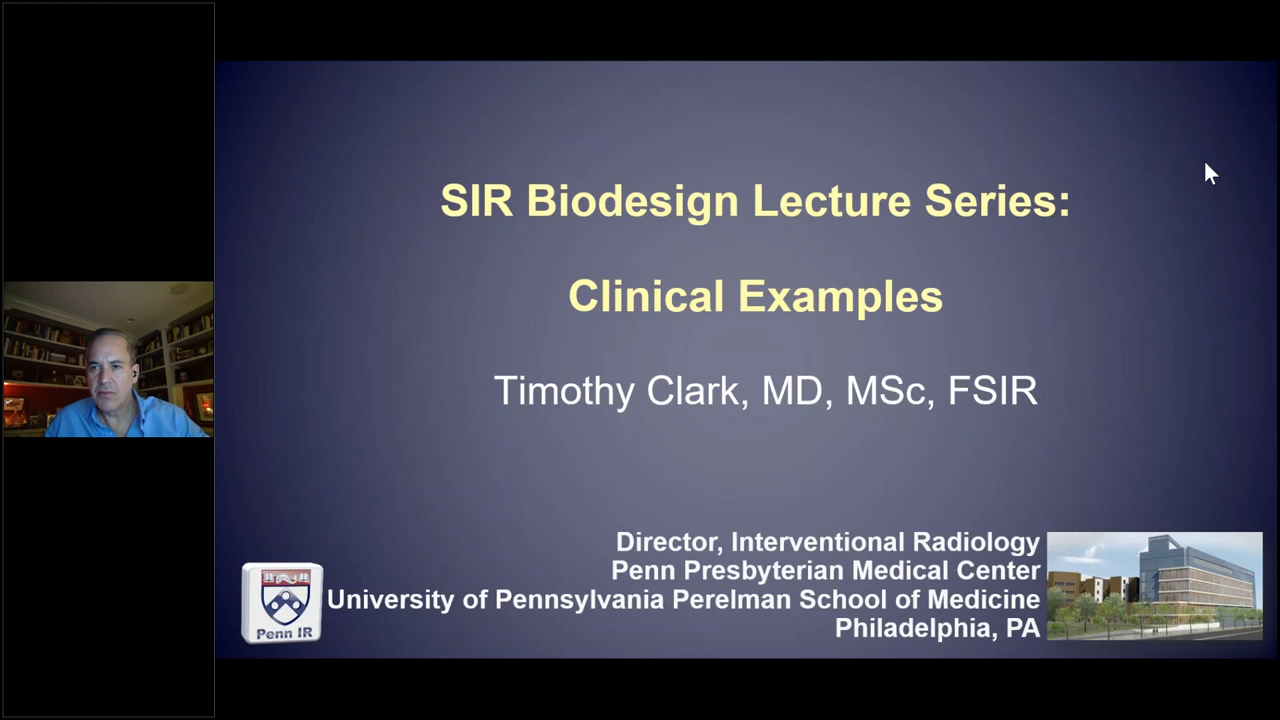 SIR Biodesign Lecture Series:
Clinical Examples
Timothy Clark, MD, MSc, FSIR
Director, Interventional Radiology
Penn Presbyterian Medical Center
University of Pennsylvania Perelman School of Medicine
Philadelphia, PA
Penn IR